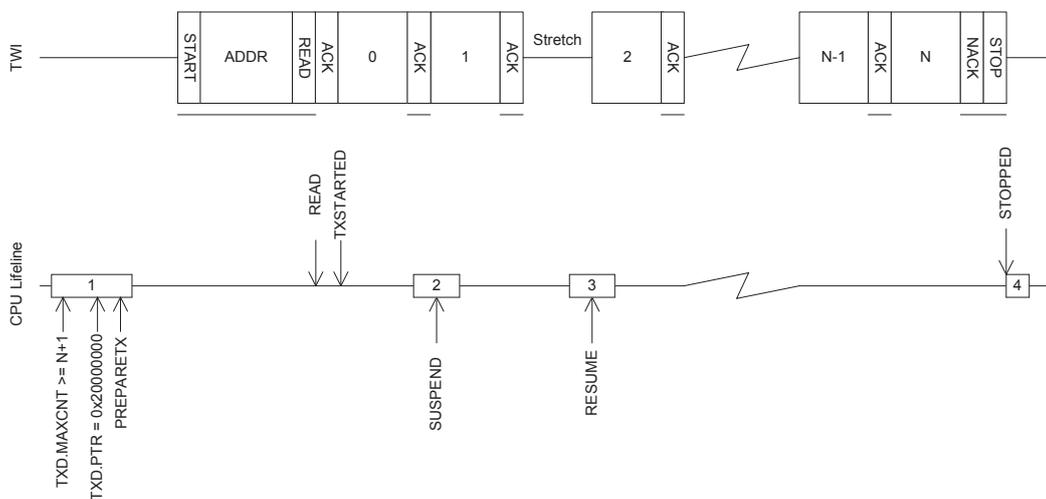 TWI
START
ADDR
READ
ACK
0
ACK
1
ACK
Stretch
2
ACK
N-1
ACK
N
NACK
STOP
CPU Lifeline
READ
TXSTARTED
STOPPED
1
2
3
4
TXD.MAXCNT >= N+1
TXD.PTR = 0x20000000
PREPARETX
SUSPEND
RESUME